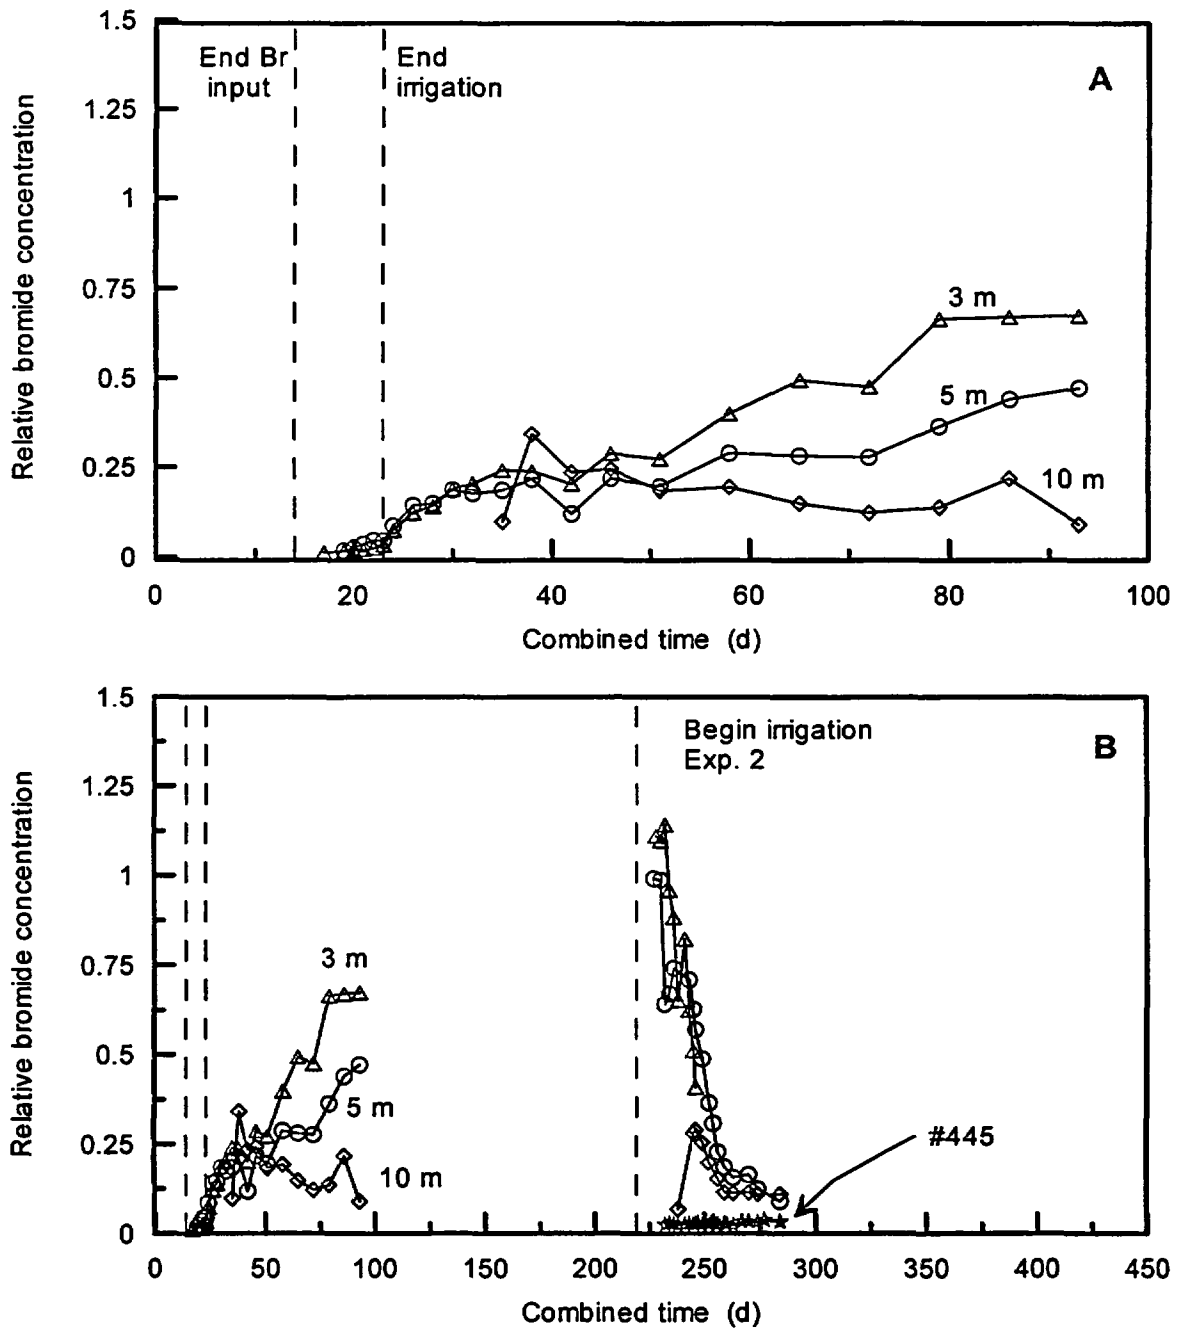 1.5
End Br
input
End
irrigation
A
1.25
1
0.75
0.5
0.25
0
Relative bromide concentration
3 m
5 m
10 m
0 20 40 60 80 100
Combined time (d)
1.5
Begin irrigation
Exp. 2
B
1.25
1
0.75
0.5
0.25
0
Relative bromide concentration
3 m
5 m
10 m
#445
0 50 100 150 200 250 300 350 400 450
Combined time (d)